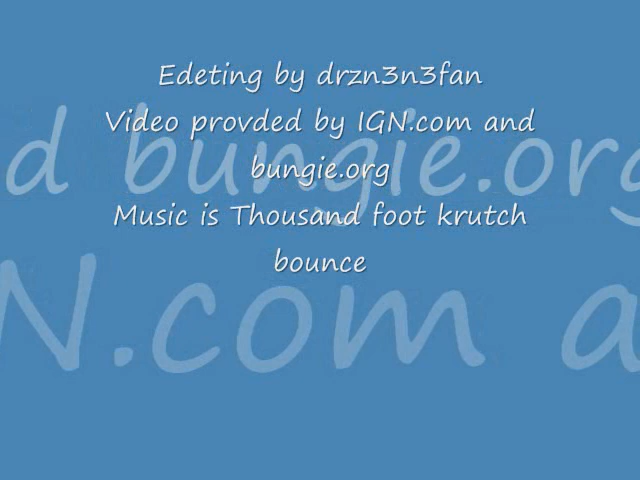 Edeting by drzn3n3fan
Video provded by IGN.com and
bungie.org
Music is Thousand foot krutch
bounce
d bungie.org
N.com a